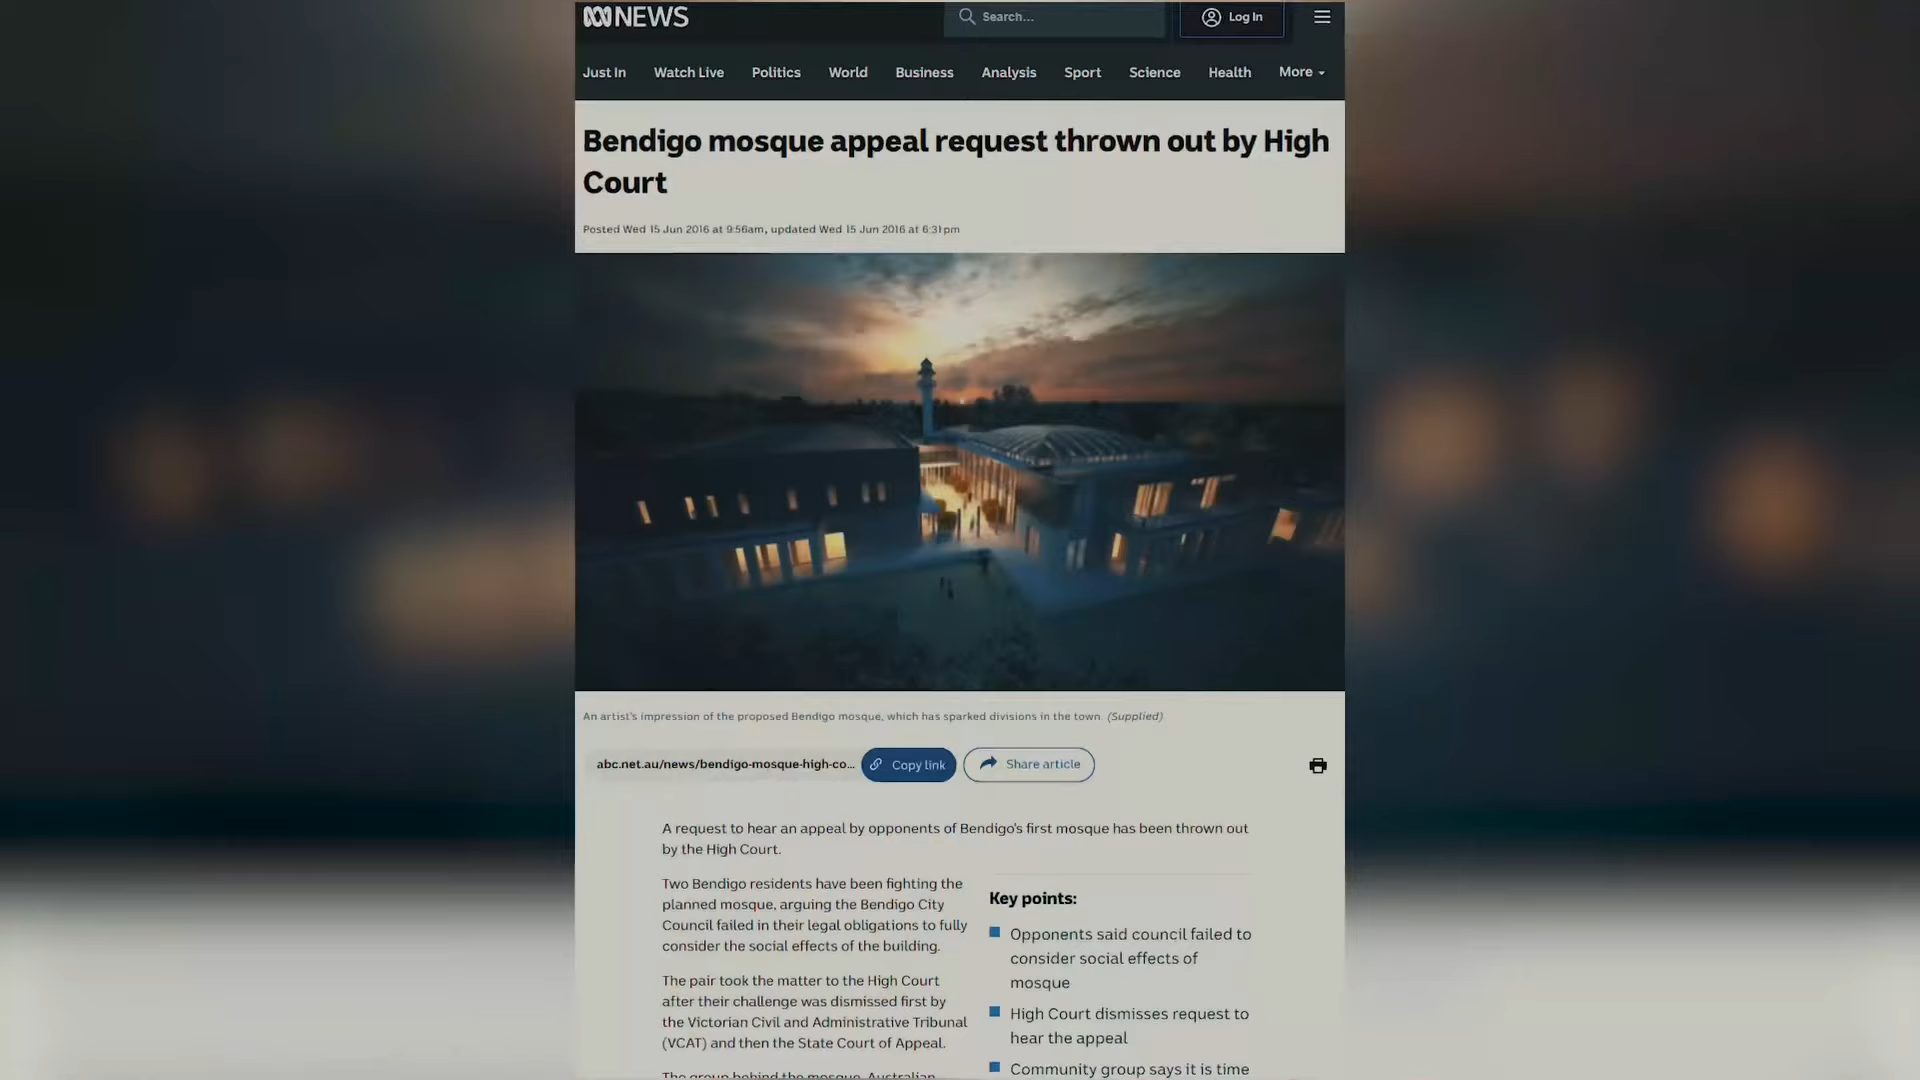 NEWS
Search...
Log In
Just In Watch Live Politics World Business Analysis Sport Science Health More
Bendigo mosque appeal request thrown out by High
Court
Posted Wed 15 Jun 2016 at 9:56am, updated Wed 15 Jun 2016 at 6:31pm
An artist's impression of the proposed Bendigo mosque, which has sparked divisions in the town. (Supplied)
abc.net.au/news/bendigo-mosque-high-co...
Copy link
Share article
A request to hear an appeal by opponents of Bendigo's first mosque has been thrown out
by the High Court.
Two Bendigo residents have been fighting the
planned mosque, arguing the Bendigo City
Council failed in their legal obligations to fully
consider the social effects of the building.
The pair took the matter to the High Court
after their challenge was dismissed first by
the Victorian Civil and Administrative Tribunal
(VCAT) and then the State Court of Appeal.
The group behind the mosque, Australian
Key points:
Opponents said council failed to
consider social effects of
mosque
High Court dismisses request to
hear the appeal
Community group says it is time